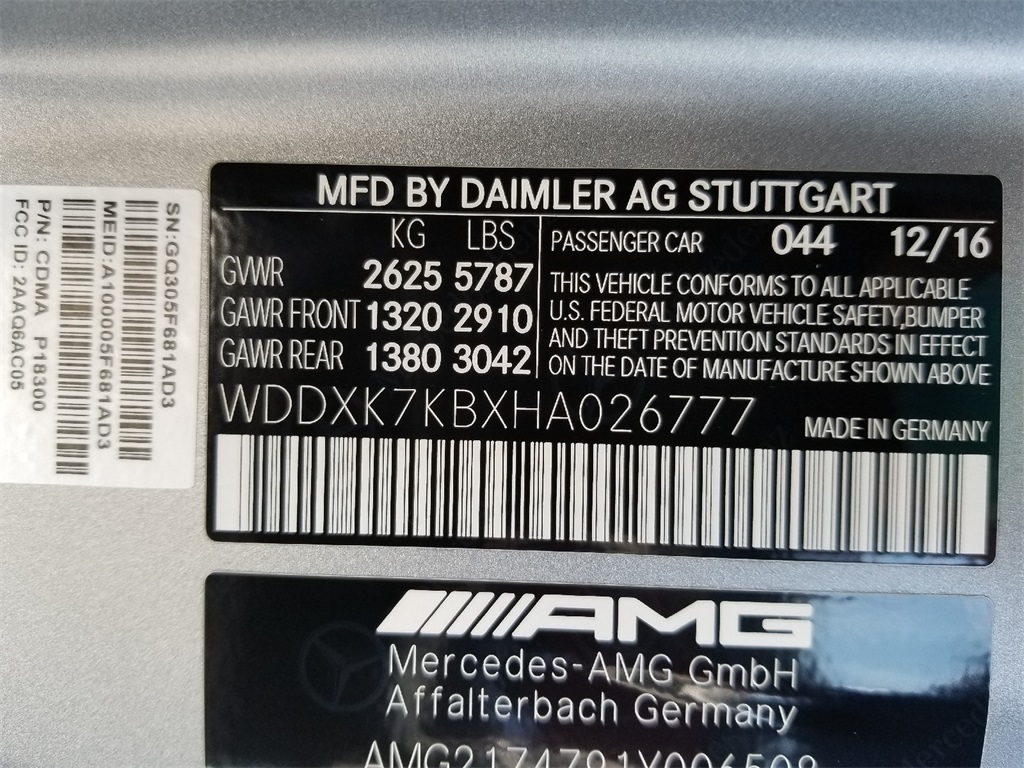 MFD BY DAIMLER AG STUTTGART
KG LBS
GVWR 2625 5787
GAWR FRONT 1320 2910
GAWR REAR 1380 3042
PASSENGER CAR 044 12/16
THIS VEHICLE CONFORMS TO ALL APPLICABLE
U.S. FEDERAL MOTOR VEHICLE SAFETY,BUMPER
AND THEFT PREVENTION STANDARDS IN EFFECT
ON THE DATE OF MANUFACTURE SHOWN ABOVE
WDDXK7KBXHA026777
MADE IN GERMANY
SN:GQ305F681AD3
MEID:A1000005F681AD3
P/N: CDMA P18300
FCC ID: 2AAQ6AC05
AMG
Mercedes-AMG GmbH
Affalterbach Germany
AMG2174791Y006508